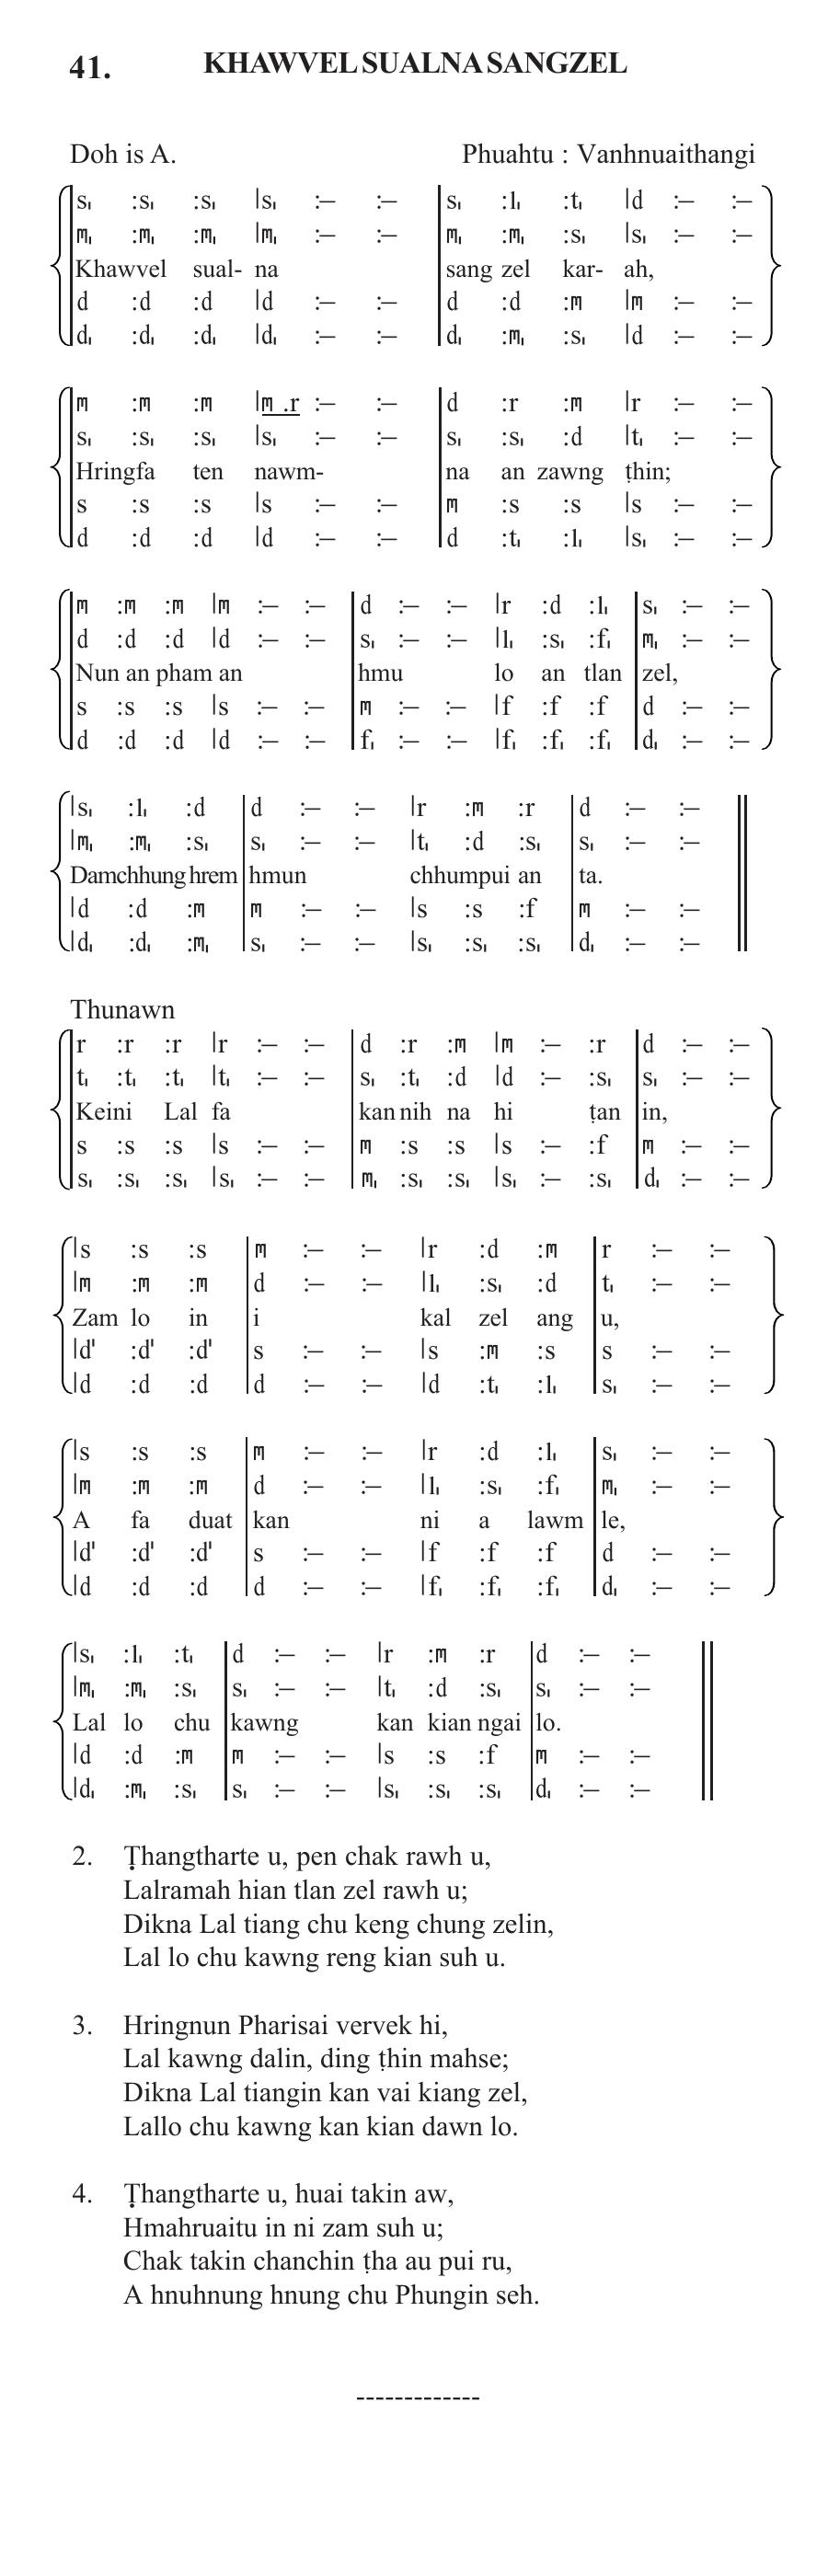 41. KHAWVEL SUALNA SANGZEL
Doh is A. Phuahtu : Vanhnuaithangi
s, :s, :s, |s, :– :– | s, :l, :t, |d :– :–
m, :m, :m, |m, :– :– | m, :m, :s, |s, :– :–
Khawvel sual- na sang zel kar- ah,
d :d :d |d :– :– | d :d :m |m :– :–
d, :d, :d, |d, :– :– | d, :m, :s, |d :– :–
m :m :m |m .r :– :– | d :r :m |r :– :–
s, :s, :s, |s, :– :– | s, :s, :d |t, :– :–
Hringfa ten nawm- na an zawng ṭhin;
s :s :s |s :– :– | m :s :s |s :– :–
d :d :d |d :– :– | d :t, :l, |s, :– :–
m :m :m |m :– :– | d :– :– |r :d :l, | s, :– :–
d :d :d |d :– :– | s, :– :– |l, :s, :f, | m, :– :–
Nun an pham an hmu lo an tlan zel,
s :s :s |s :– :– | m :– :– |f :f :f | d :– :–
d :d :d |d :– :– | f, :– :– |f, :f, :f, | d, :– :–
|s, :l, :d | d :– :– |r :m :r | d :– :–
|m, :m, :s, | s, :– :– |t, :d :s, | s, :– :–
Damchhung hrem hmun chhumpui an ta.
|d :d :m | m :– :– |s :s :f | m :– :–
|d, :d, :m, | s, :– :– |s, :s, :s, | d, :– :–
Thunawn
r :r :r |r :– :– | d :r :m |m :– :r | d :– :–
t, :t, :t, |t, :– :– | s, :t, :d |d :– :s, | s, :– :–
Keini Lal fa kan nih na hi ṭan in,
s :s :s |s :– :– | m :s :s |s :– :f | m :– :–
s, :s, :s, |s, :– :– | m, :s, :s, |s, :– :s, | d, :– :–
|s :s :s | m :– :– |r :d :m | r :– :–
|m :m :m | d :– :– |l, :s, :d | t, :– :–
Zam lo in i kal zel ang u,
|d' :d' :d' | s :– :– |s :m :s | s :– :–
|d :d :d | d :– :– |d :t, :l, | s, :– :–
|s :s :s | m :– :– |r :d :l, | s, :– :–
|m :m :m | d :– :– |l, :s, :f, | m, :– :–
A fa duat kan ni a lawm le,
|d' :d' :d' | s :– :– |f :f :f | d :– :–
|d :d :d | d :– :– |f, :f, :f, | d, :– :–
|s, :l, :t, | d :– :– |r :m :r | d :– :–
|m, :m, :s, | s, :– :– |t, :d :s, | s, :– :–
Lal lo chu kawng kan kian ngai lo.
|d :d :m | m :– :– |s :s :f | m :– :–
|d, :m, :s, | s, :– :– |s, :s, :s, | d, :– :–
2. Ṭhangtharte u, pen chak rawh u,
Lalramah hian tlan zel rawh u;
Dikna Lal tiang chu keng chung zelin,
Lal lo chu kawng reng kian suh u.
3. Hringnun Pharisai vervek hi,
Lal kawng dalin, ding ṭhin mahse;
Dikna Lal tiangin kan vai kiang zel,
Lallo chu kawng kan kian dawn lo.
4. Ṭhangtharte u, huai takin aw,
Hmahruaitu in ni zam suh u;
Chak takin chanchin ṭha au pui ru,
A hnuhnung hnung chu Phungin seh.
-------------